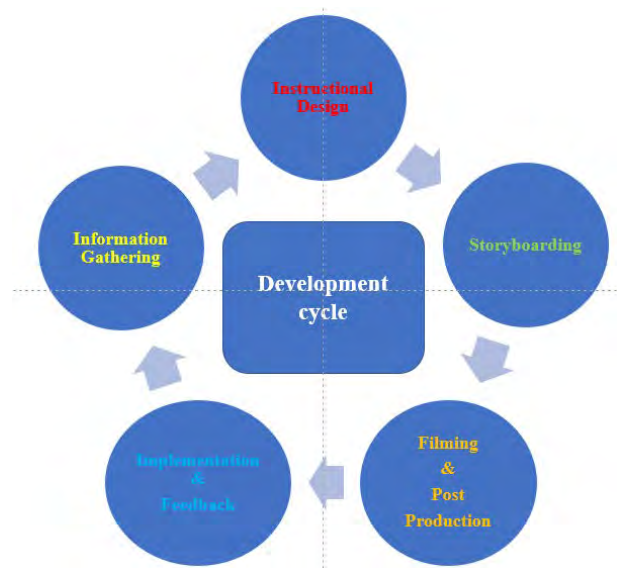 Instructional
Design
Information
Gathering
Storyboarding
Development
cycle
Implementation
&
Feedback
Filming
&
Post
Production